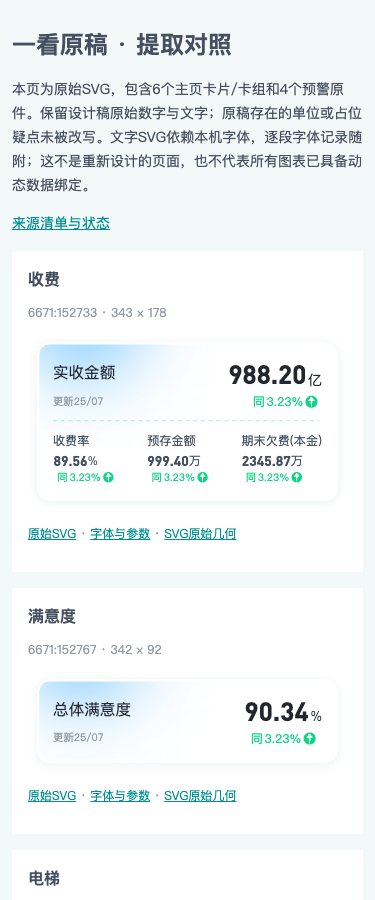 一看原稿 · 提取对照
本页为原始SVG，包含6个主页卡片/卡组和4个预警原
件。保留设计稿原始数字与文字；原稿存在的单位或占位
疑点未被改写。文字SVG依赖本机字体，逐段字体记录随
附；这不是重新设计的页面，也不代表所有图表已具备动
态数据绑定。
来源清单与状态
收费
6671:152733 · 343 × 178
实收金额 988.20亿
更新25/07 同3.23%
收费率 预存金额 期末欠费(本金)
89.56% 999.40万 2345.87万
同3.23% 同3.23% 同3.23%
原始SVG · 字体与参数 · SVG原始几何
满意度
6671:152767 · 342 × 92
总体满意度 90.34%
更新25/07 同3.23%
原始SVG · 字体与参数 · SVG原始几何
电梯